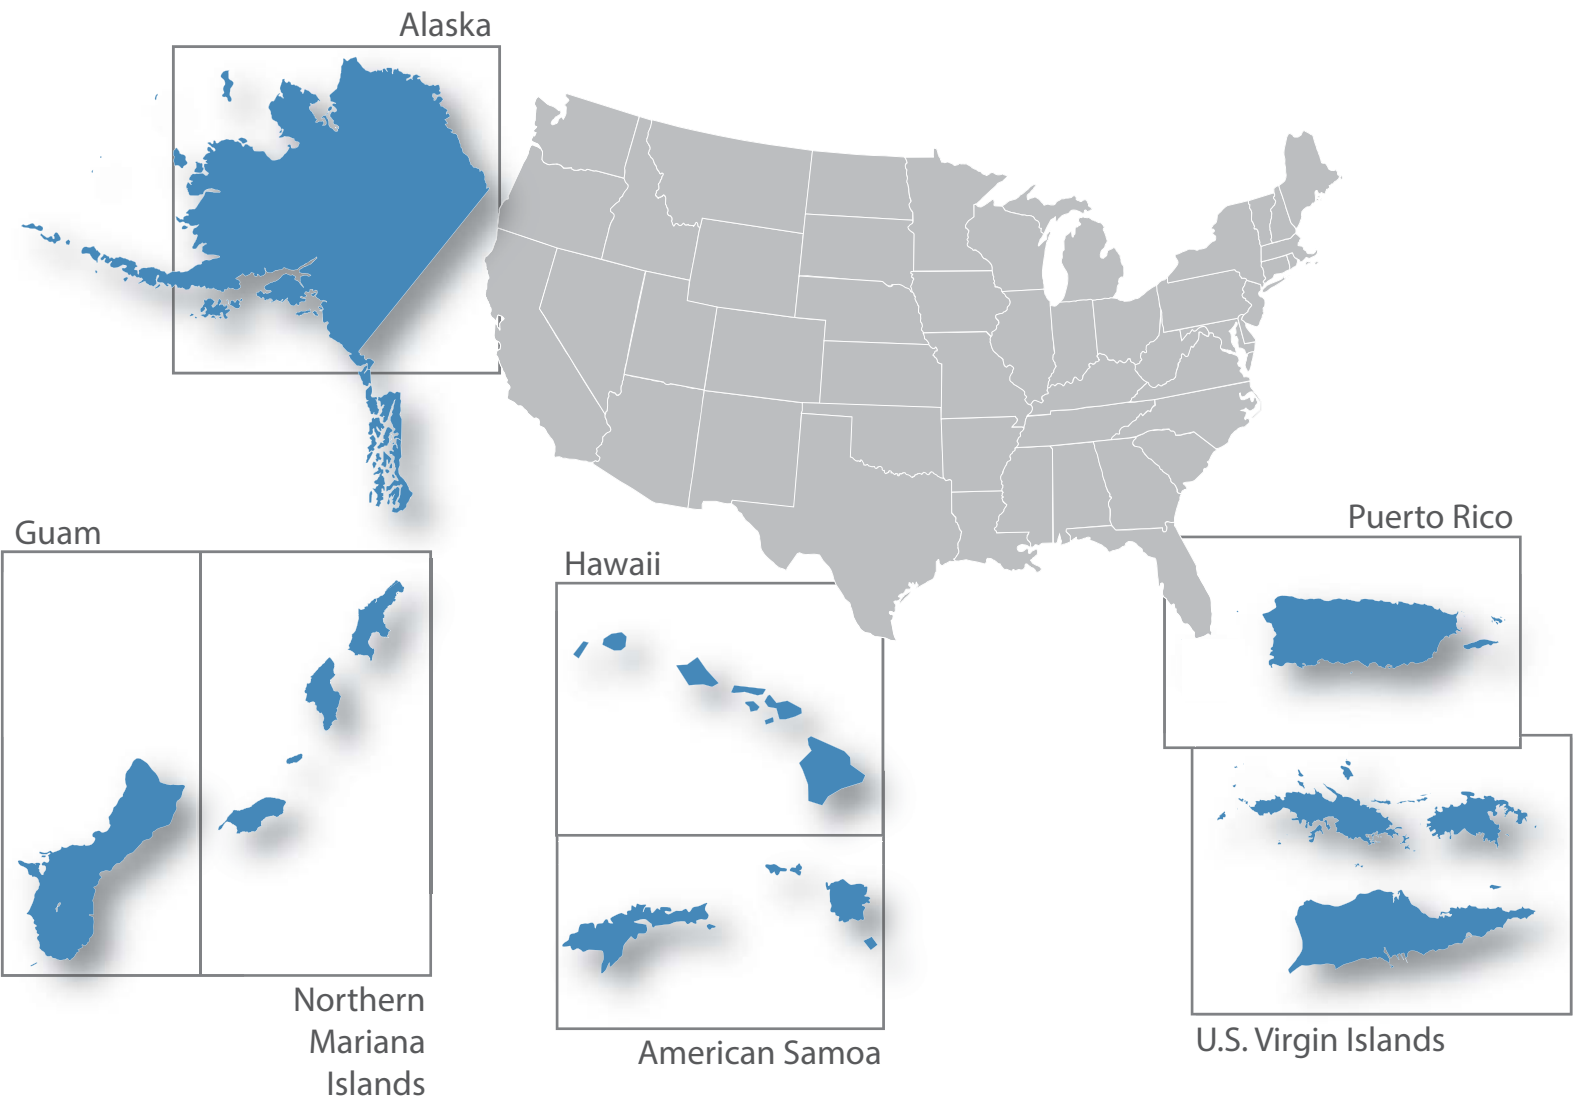 Alaska
Guam
Puerto Rico
Hawaii
Northern
Mariana
Islands
American Samoa
U.S. Virgin Islands